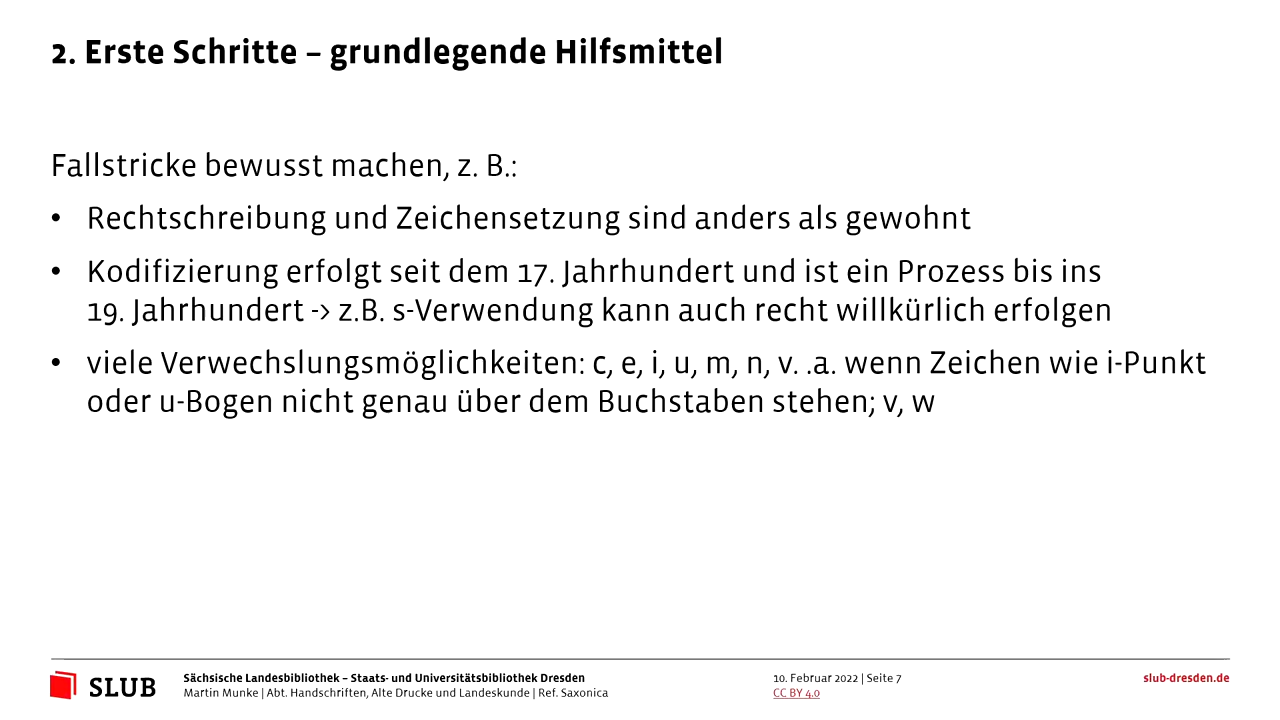 2. Erste Schritte – grundlegende Hilfsmittel
Fallstricke bewusst machen, z. B.:
• Rechtschreibung und Zeichensetzung sind anders als gewohnt
• Kodifizierung erfolgt seit dem 17. Jahrhundert und ist ein Prozess bis ins
19. Jahrhundert -> z.B. s-Verwendung kann auch recht willkürlich erfolgen
• viele Verwechslungsmöglichkeiten: c, e, i, u, m, n, v. .a. wenn Zeichen wie i-Punkt
oder u-Bogen nicht genau über dem Buchstaben stehen; v, w
SLUB
Sächsische Landesbibliothek – Staats- und Universitätsbibliothek Dresden
Martin Munke | Abt. Handschriften, Alte Drucke und Landeskunde | Ref. Saxonica
10. Februar 2022 | Seite 7
CC BY 4.0
slub-dresden.de